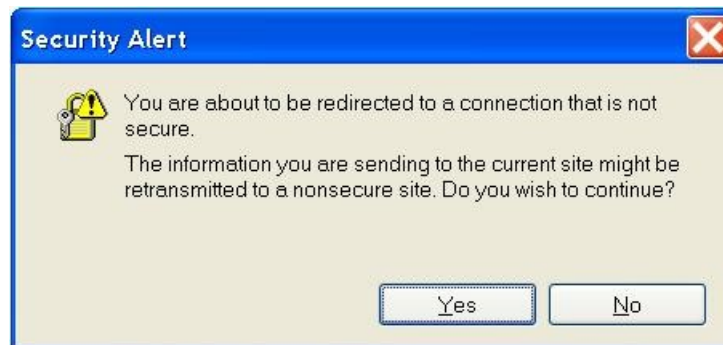 Security Alert
You are about to be redirected to a connection that is not
secure.
The information you are sending to the current site might be
retransmitted to a nonsecure site. Do you wish to continue?
Yes No